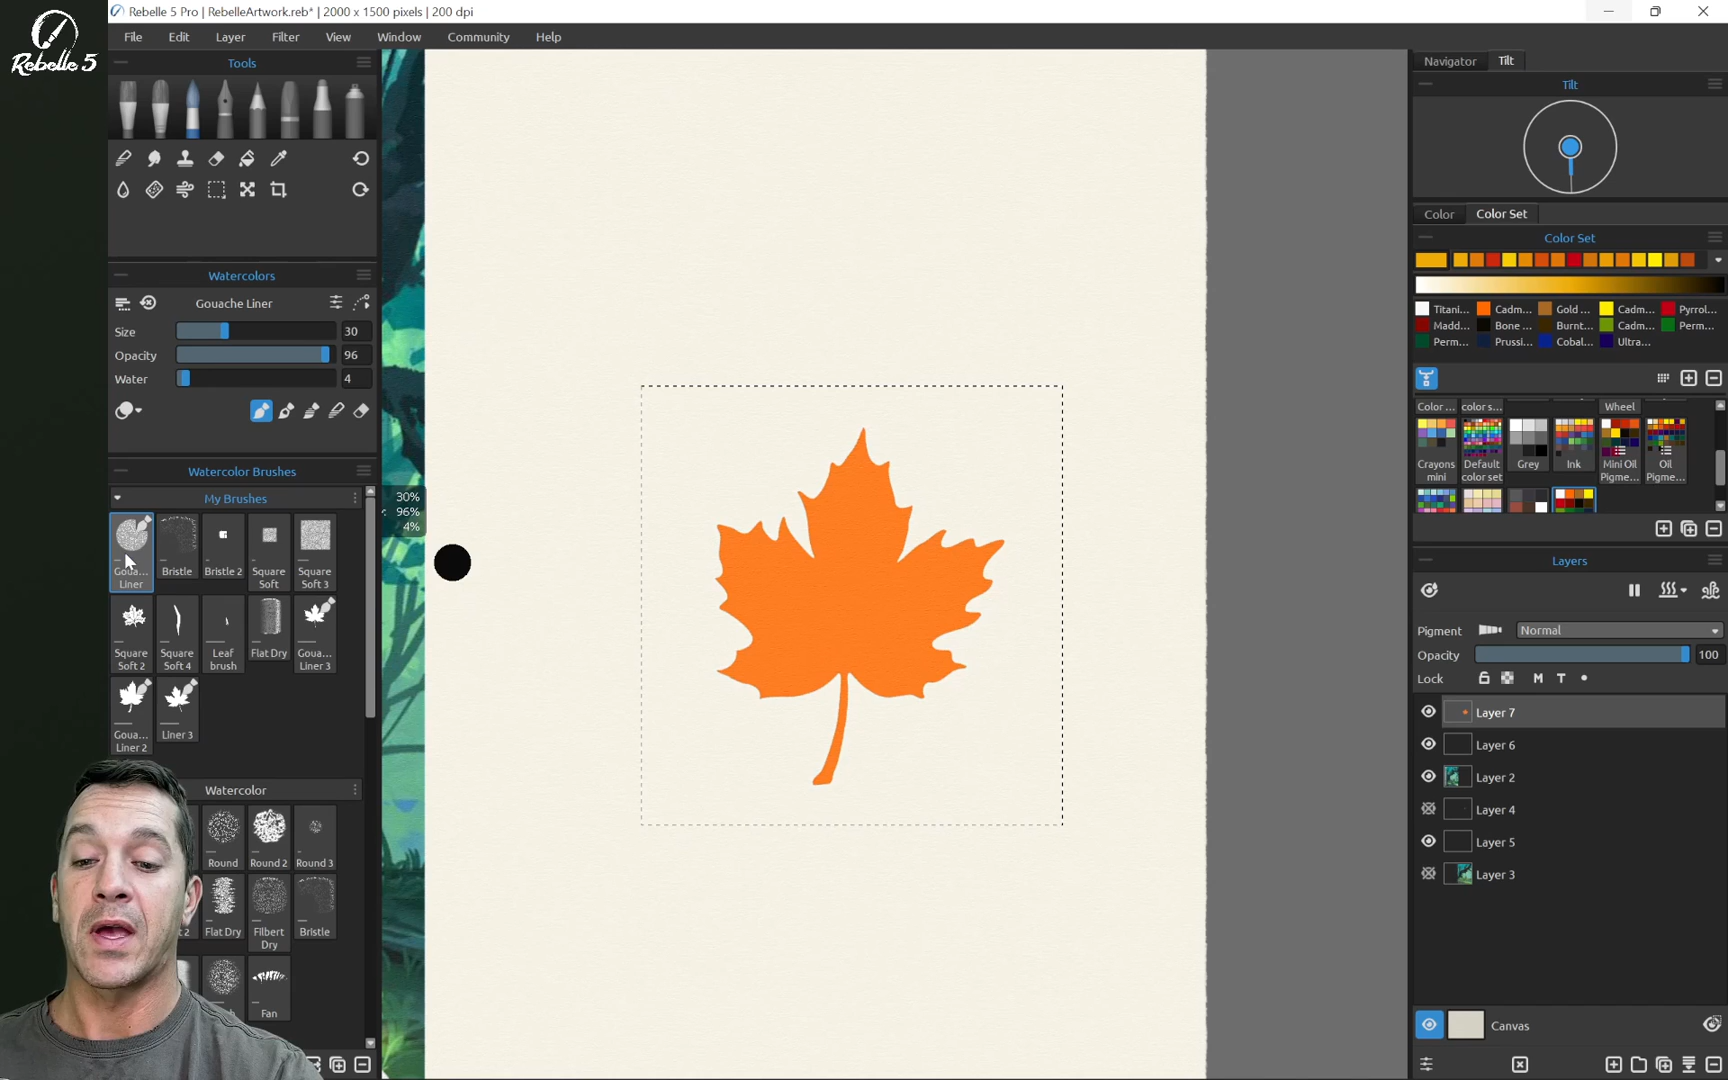 Rebelle 5
Rebelle 5 Pro | RebelleArtwork.reb* | 2000 x 1500 pixels | 200 dpi
File Edit Layer Filter View Window Community Help
Tools
Watercolors
Gouache Liner
Size 30
Opacity 96
Water 4
Watercolor Brushes
My Brushes
Goua... Liner
Bristle
Bristle 2
Square Soft
Square Soft 3
Square Soft 2
Square Soft 4
Leaf brush
Flat Dry
Goua... Liner 3
Goua... Liner 2
Liner 3
Watercolor
Round
Round 2
Round 3
Flat Dry
Filbert Dry
Bristle
Fan
30%
96%
4%
Navigator Tilt
Tilt
Color Color Set
Color Set
Titani... Cadm... Gold ... Cadm... Pyrrol...
Madd... Bone ... Burnt... Cadm... Perm...
Perm... Prussi... Cobal... Ultra...
Color ... color s... Wheel
Crayons mini
Default color set
Grey
Ink
Mini Oil Pigme...
Oil Pigme...
Layers
Pigment Normal
Opacity 100
Lock M T
Layer 7
Layer 6
Layer 2
Layer 4
Layer 5
Layer 3
Canvas